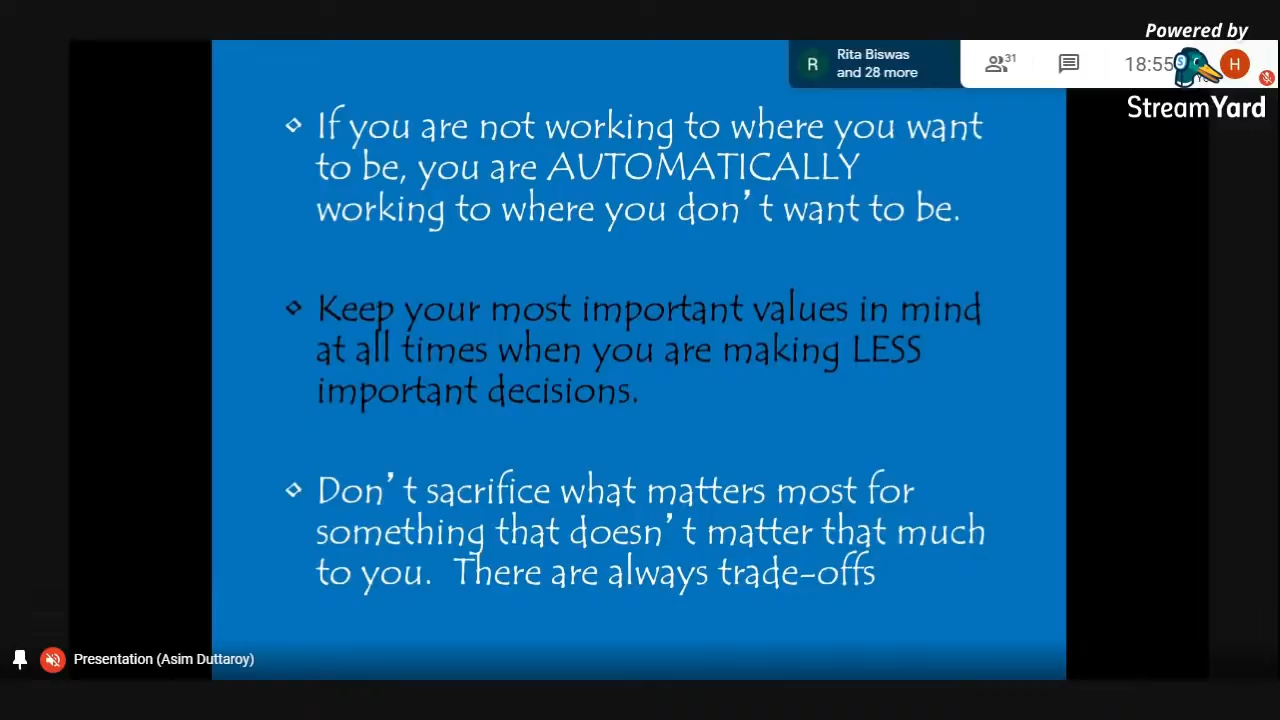 Powered by
StreamYard
R
Rita Biswas
and 28 more
31
18:55
H
◇ If you are not working to where you want
to be, you are AUTOMATICALLY
working to where you don't want to be.
◇ Keep your most important values in mind
at all times when you are making LESS
important decisions.
◇ Don't sacrifice what matters most for
something that doesn't matter that much
to you. There are always trade-offs
Presentation (Asim Duttaroy)